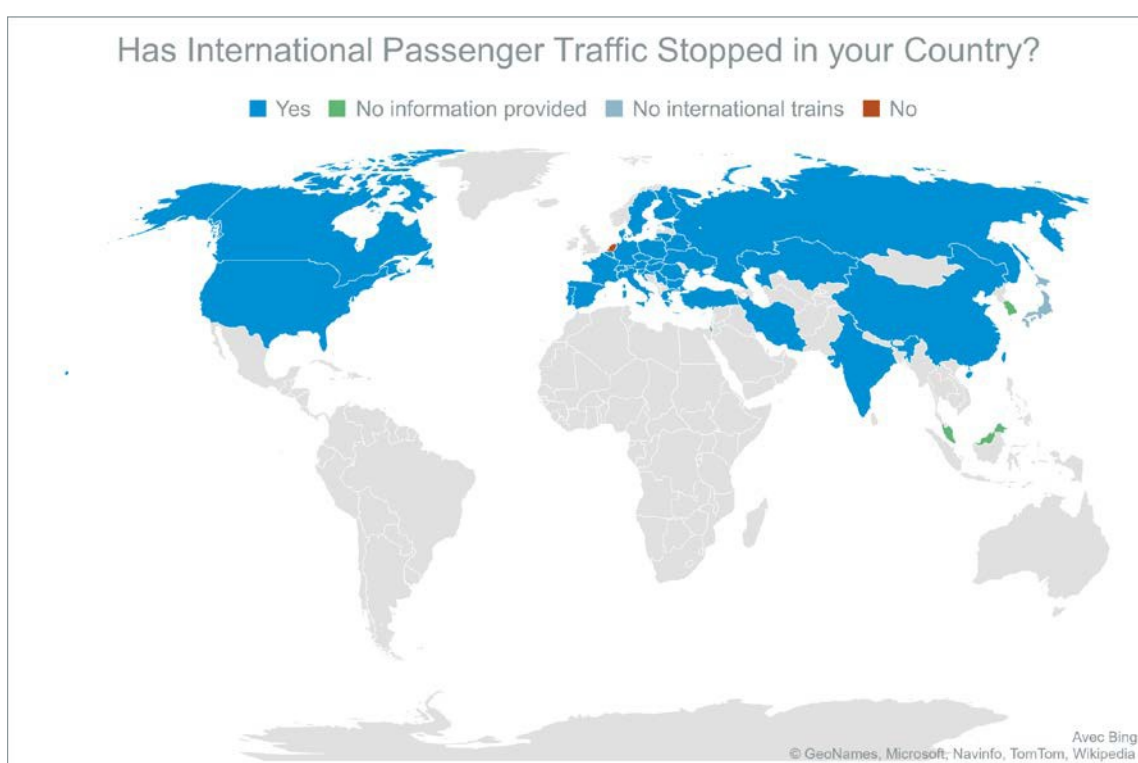 Has International Passenger Traffic Stopped in your Country?
Yes No information provided No international trains No
Avec Bing
© GeoNames, Microsoft, Navinfo, TomTom, Wikipedia